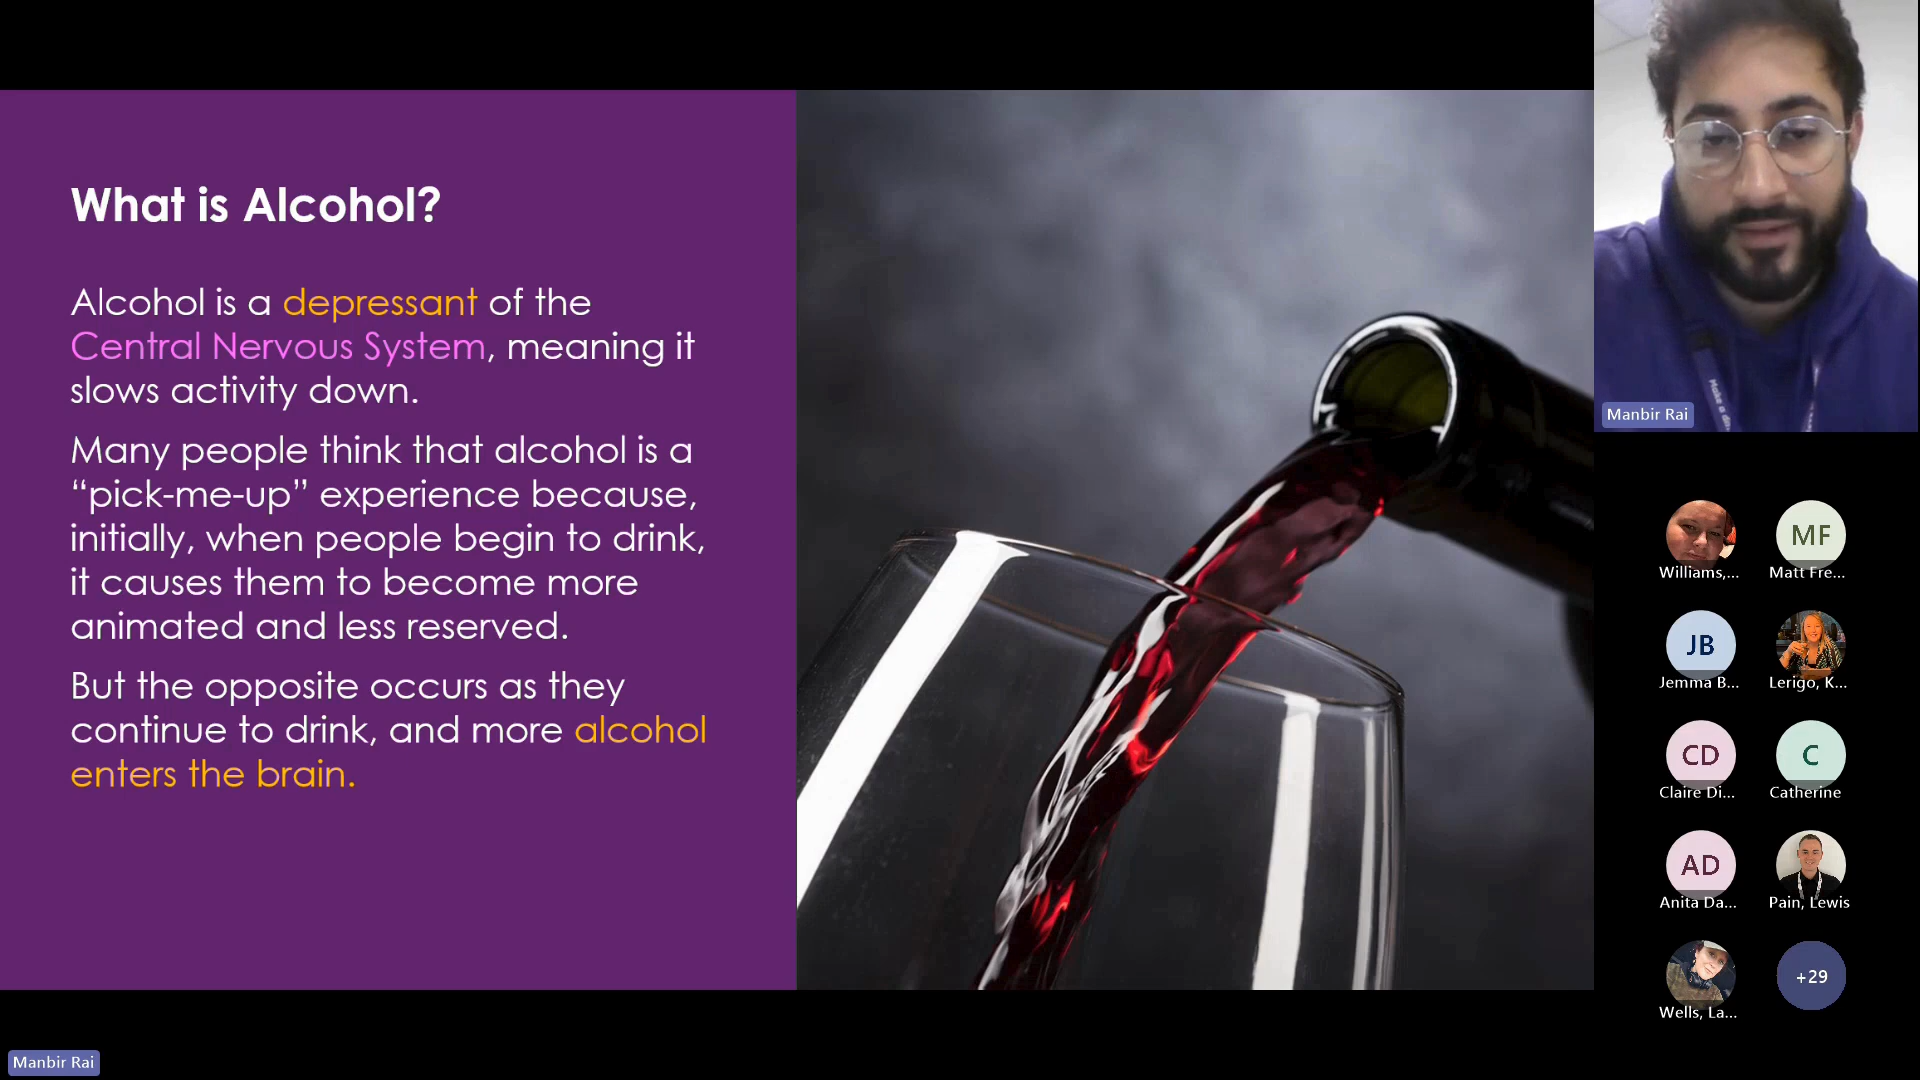 What is Alcohol?
Alcohol is a depressant of the
Central Nervous System, meaning it
slows activity down.
Many people think that alcohol is a
“pick-me-up” experience because,
initially, when people begin to drink,
it causes them to become more
animated and less reserved.
But the opposite occurs as they
continue to drink, and more alcohol
enters the brain.
Manbir Rai
Make a
Williams,...
MF
Matt Fre...
JB
Jemma B...
Lerigo, K...
CD
Claire Di...
C
Catherine
AD
Anita Da...
Pain, Lewis
Wells, La...
+29
Manbir Rai